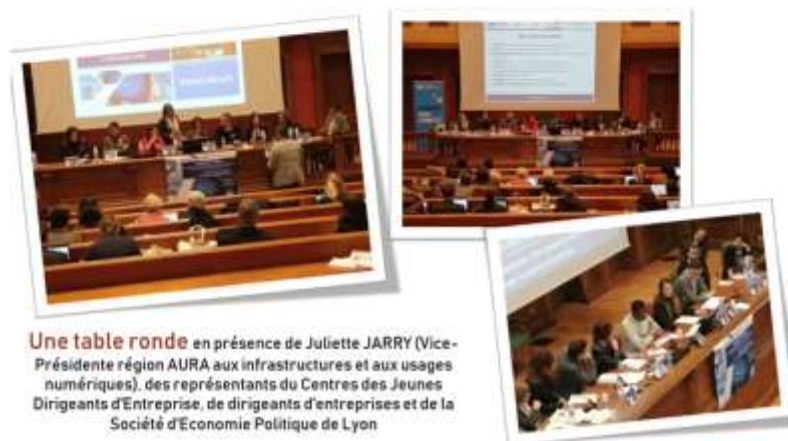 Une table ronde en présence de Juliette JARRY (Vice-
Présidente région AURA aux infrastructures et aux usages
numériques), des représentants du Centres des Jeunes
Dirigeants d'Entreprise, de dirigeants d'entreprises et de la
Société d'Economie Politique de Lyon